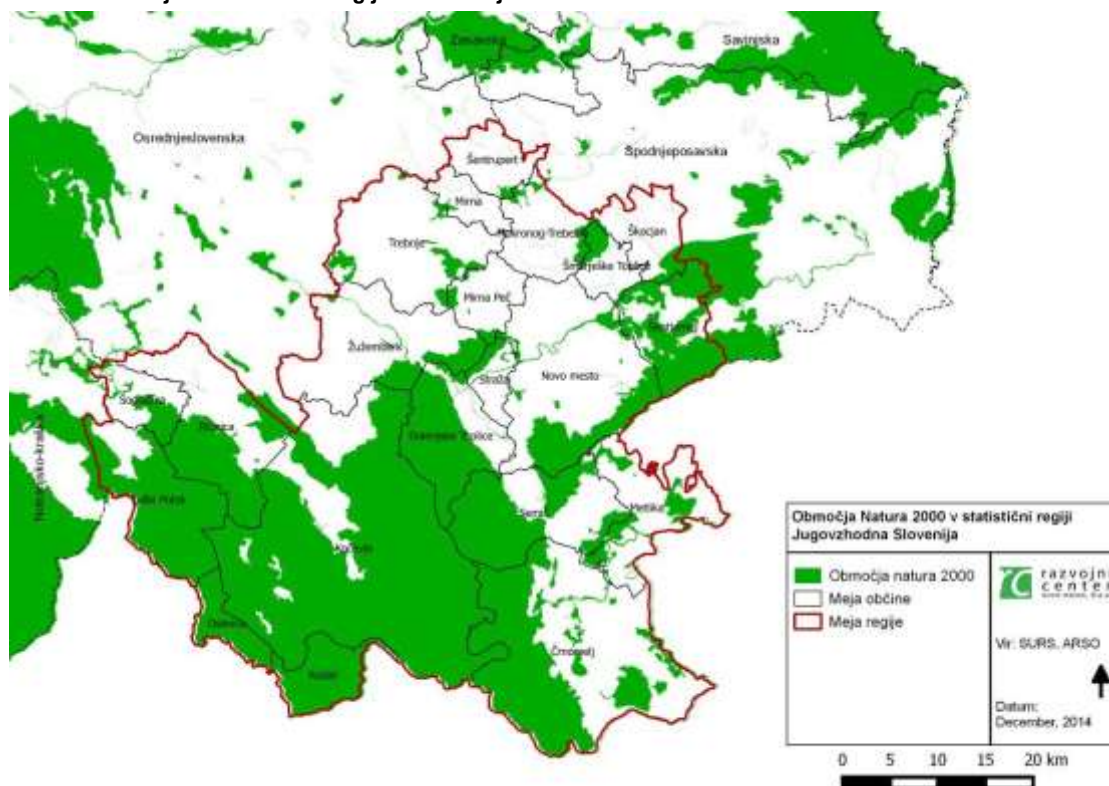 Zasavska
Savinjska
Osrednjeslovenska
Spodnjeposavska
Šentrupert
Mirna
Mokronog-Trebelno
Škocjan
Trebnje
Šmarješke Toplice
Mirna Peč
Žužemberk
Straža
Novo mesto
Sodražica
Ribnica
Dolenjske Toplice
Notranjsko-kraška
Loški Potok
Semič
Metlika
Kočevje
Osilnica
Kostel
Črnomelj
Območja Natura 2000 v statistični regiji
Jugovzhodna Slovenija
Območja natura 2000
Meja občine
Meja regije
razvojni
center
Vir: SURS, ARSO
Datum:
December, 2014
0 5 10 15 20 km